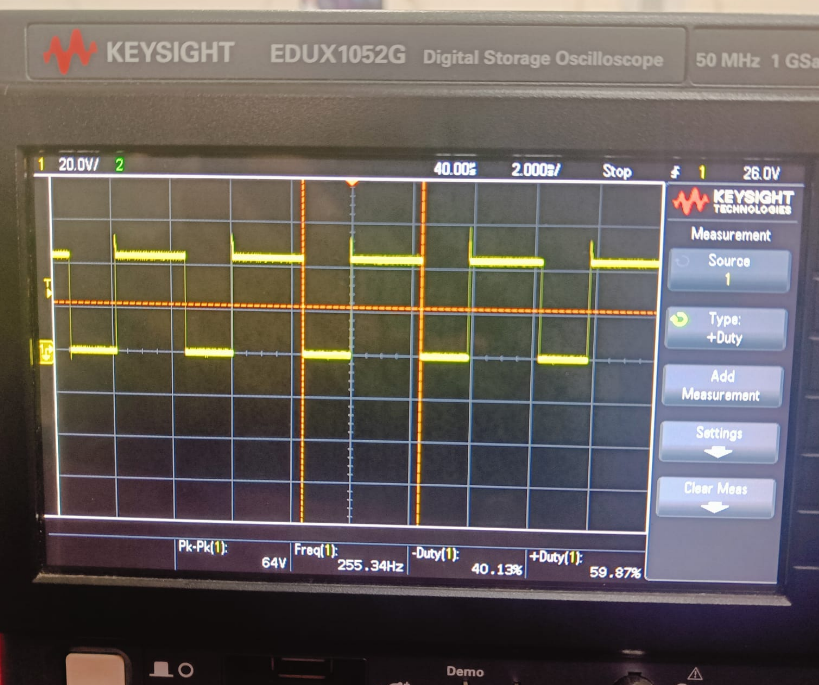 KEYSIGHT EDUX1052G Digital Storage Oscilloscope 50 MHz 1 GSa
1 20.0V/ 2 40.00s 2.000s/ Stop 1 26.0V
KEYSIGHT
TECHNOLOGIES
Measurement
Source
1
Type:
+Duty
Add
Measurement
Settings
Clear Meas
T
Pk-Pk(1):
64V
Freq(1):
255.34Hz
-Duty(1):
40.13%
+Duty(1):
59.87%
Demo